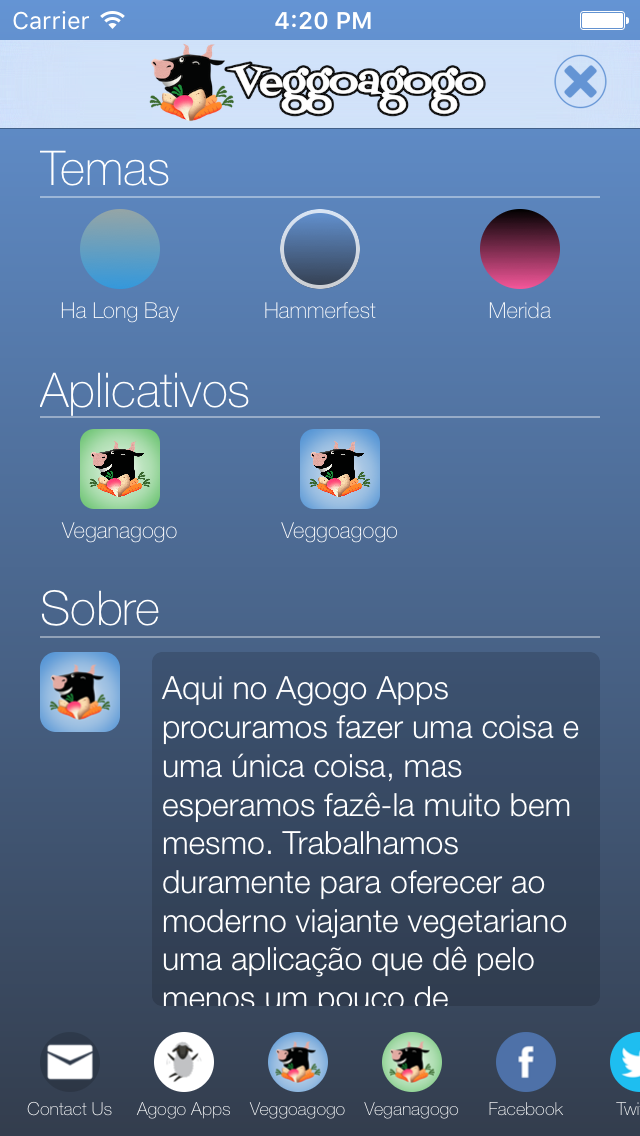 Carrier 4:20 PM
Veggoagogo
Temas
Ha Long Bay Hammerfest Merida
Aplicativos
Veganagogo Veggoagogo
Sobre
Aqui no Agogo Apps
procuramos fazer uma coisa e
uma única coisa, mas
esperamos fazê-la muito bem
mesmo. Trabalhamos
duramente para oferecer ao
moderno viajante vegetariano
uma aplicação que dê pelo
menos um pouco de
Contact Us Agogo Apps Veggoagogo Veganagogo Facebook Twi